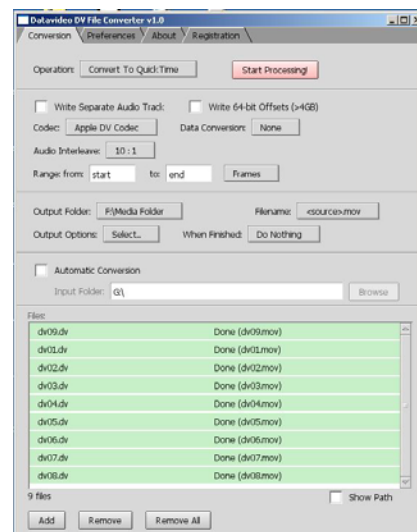 Datavideo DV File Converter v1.0
Conversion Preferences About Registration
Operation: Convert To QuickTime Start Processing!
Write Separate Audio Track: Write 64-bit Offsets (>4GB)
Codec: Apple DV Codec Data Conversion: None
Audio Interleave: 10 : 1
Range: from: start to: end Frames
Output Folder: F:\Media Folder Filename: <source>.mov
Output Options: Select... When Finished: Do Nothing
Automatic Conversion
Input Folder: G:\ Browse
Files:
dv09.dv Done (dv09.mov)
dv01.dv Done (dv01.mov)
dv02.dv Done (dv02.mov)
dv03.dv Done (dv03.mov)
dv04.dv Done (dv04.mov)
dv05.dv Done (dv05.mov)
dv06.dv Done (dv06.mov)
dv07.dv Done (dv07.mov)
dv08.dv Done (dv08.mov)
9 files Show Path
Add Remove Remove All